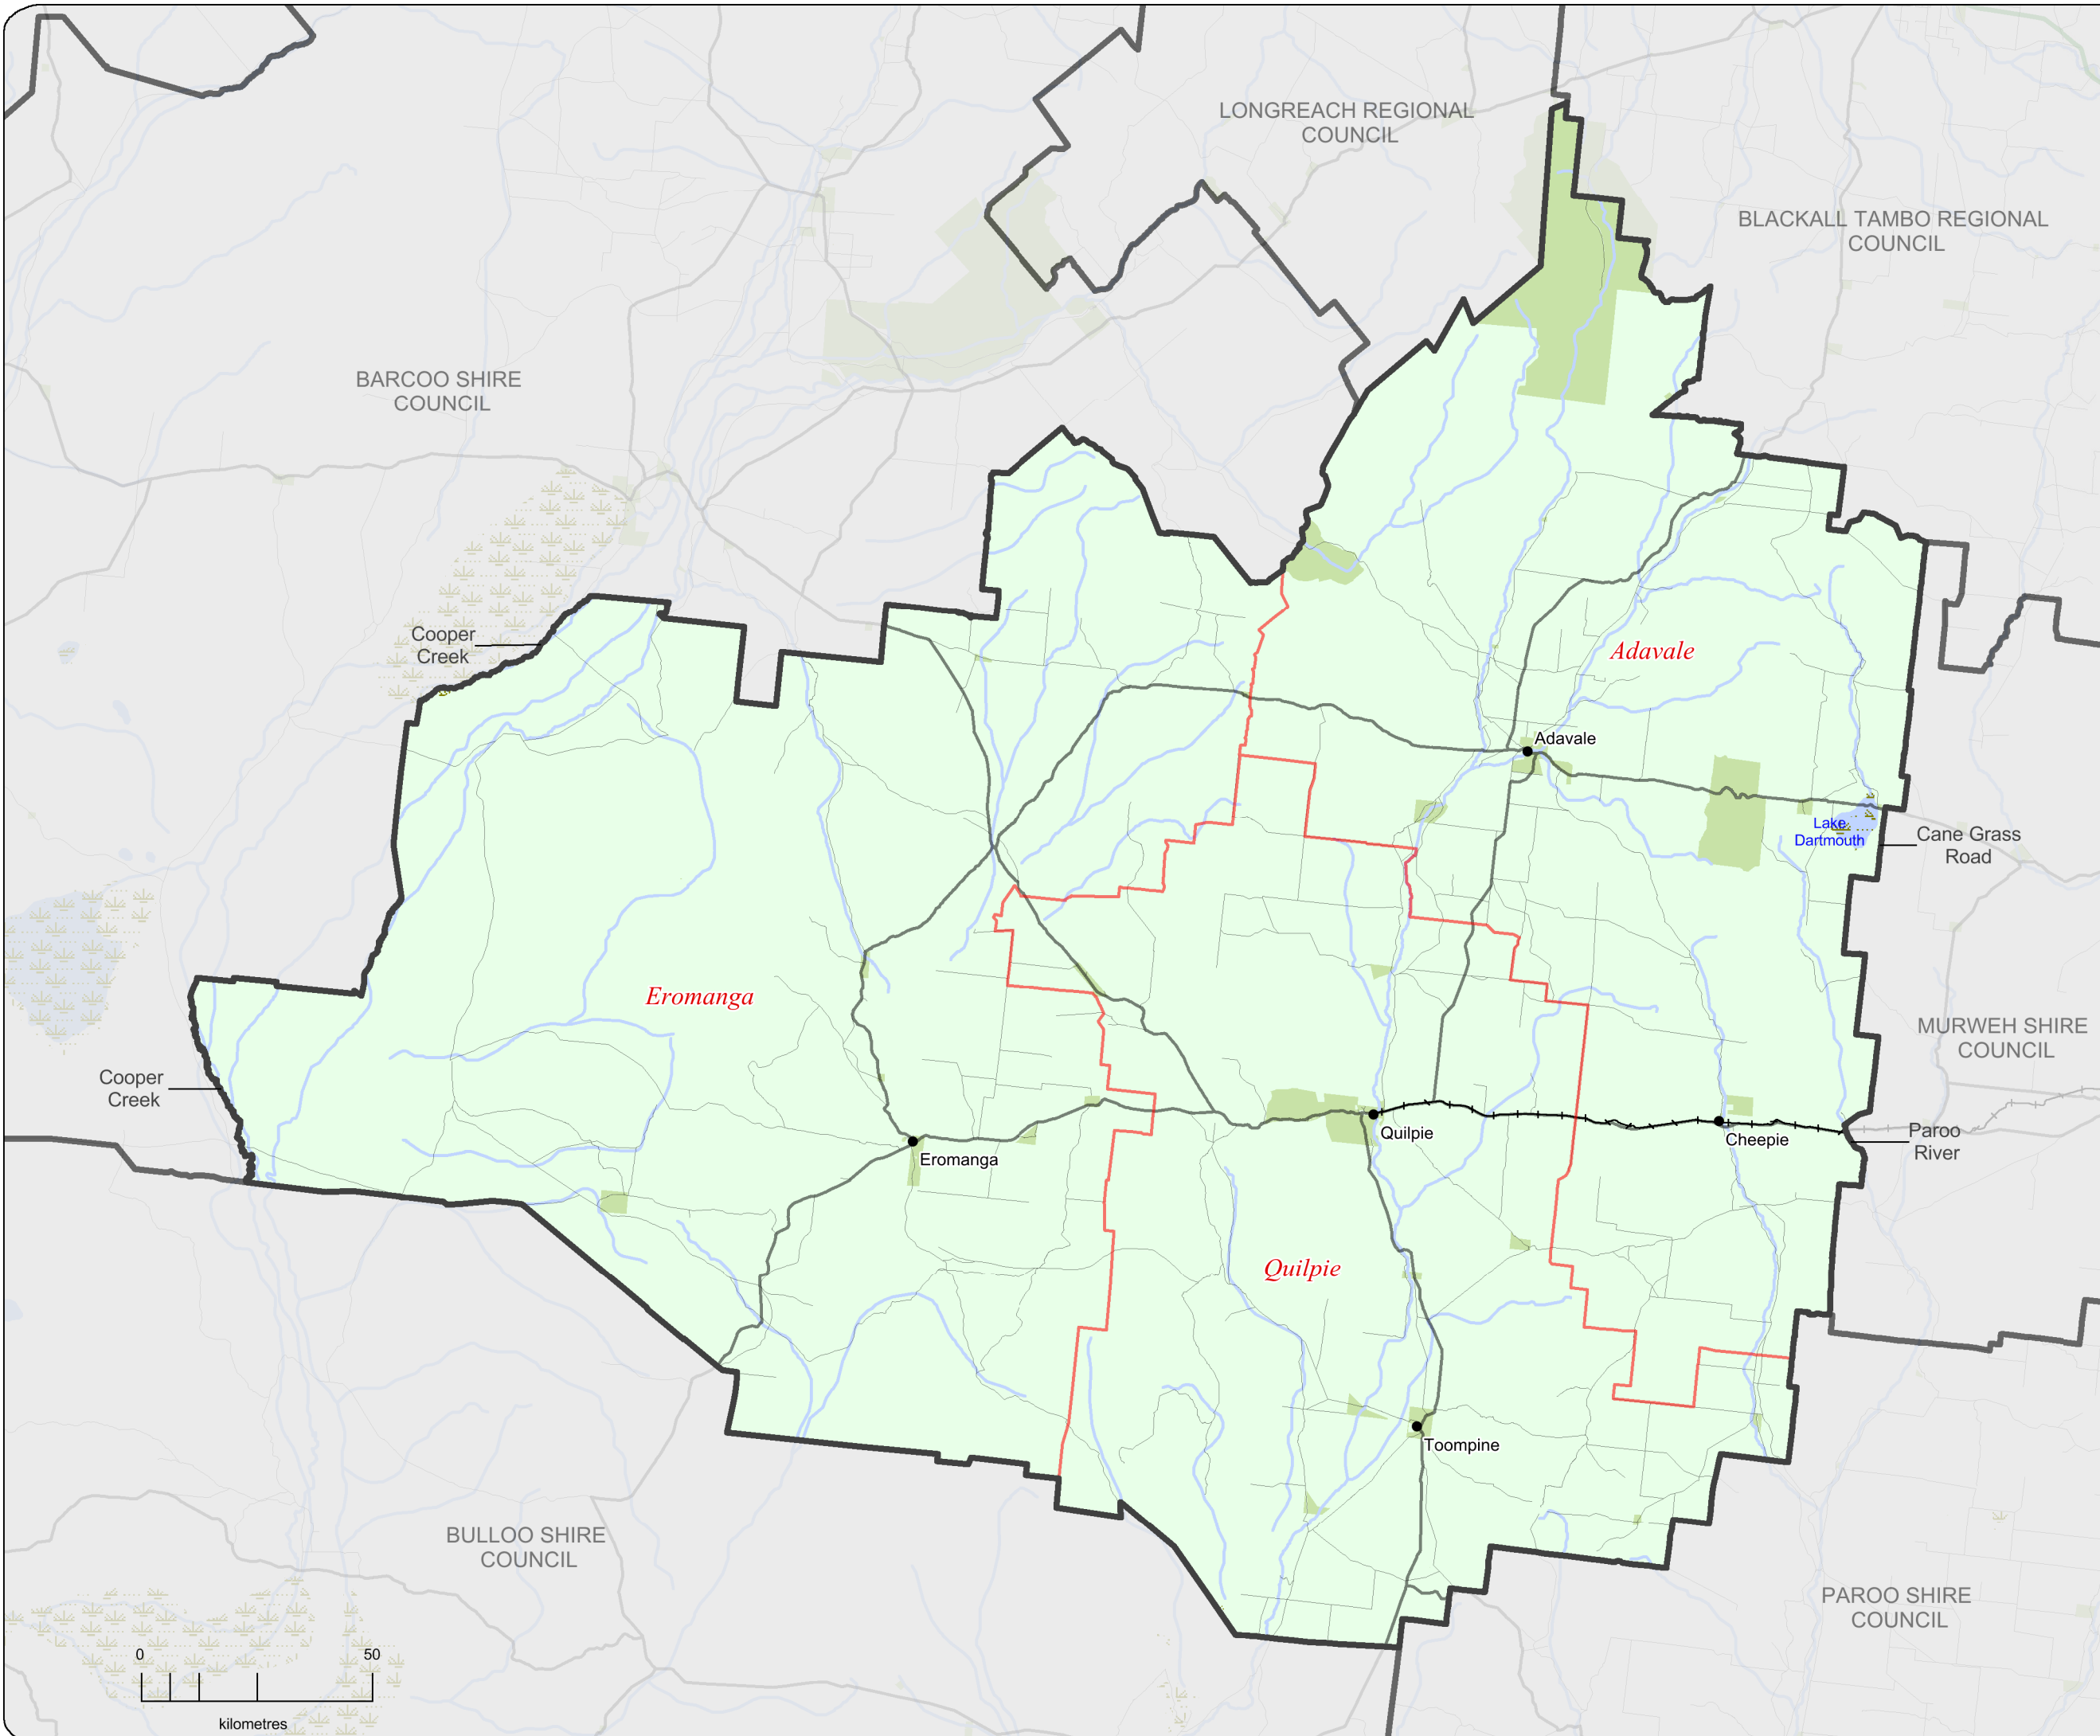 LONGREACH REGIONAL
COUNCIL
BLACKALL TAMBO REGIONAL
COUNCIL
BARCOO SHIRE
COUNCIL
Cooper
Creek
Adavale
Adavale
Lake
Dartmouth
Cane Grass
Road
Eromanga
MURWEH SHIRE
COUNCIL
Cooper
Creek
Quilpie
Cheepie
Paroo
River
Eromanga
Quilpie
Toompine
BULLOO SHIRE
COUNCIL
PAROO SHIRE
COUNCIL
0 50
kilometres